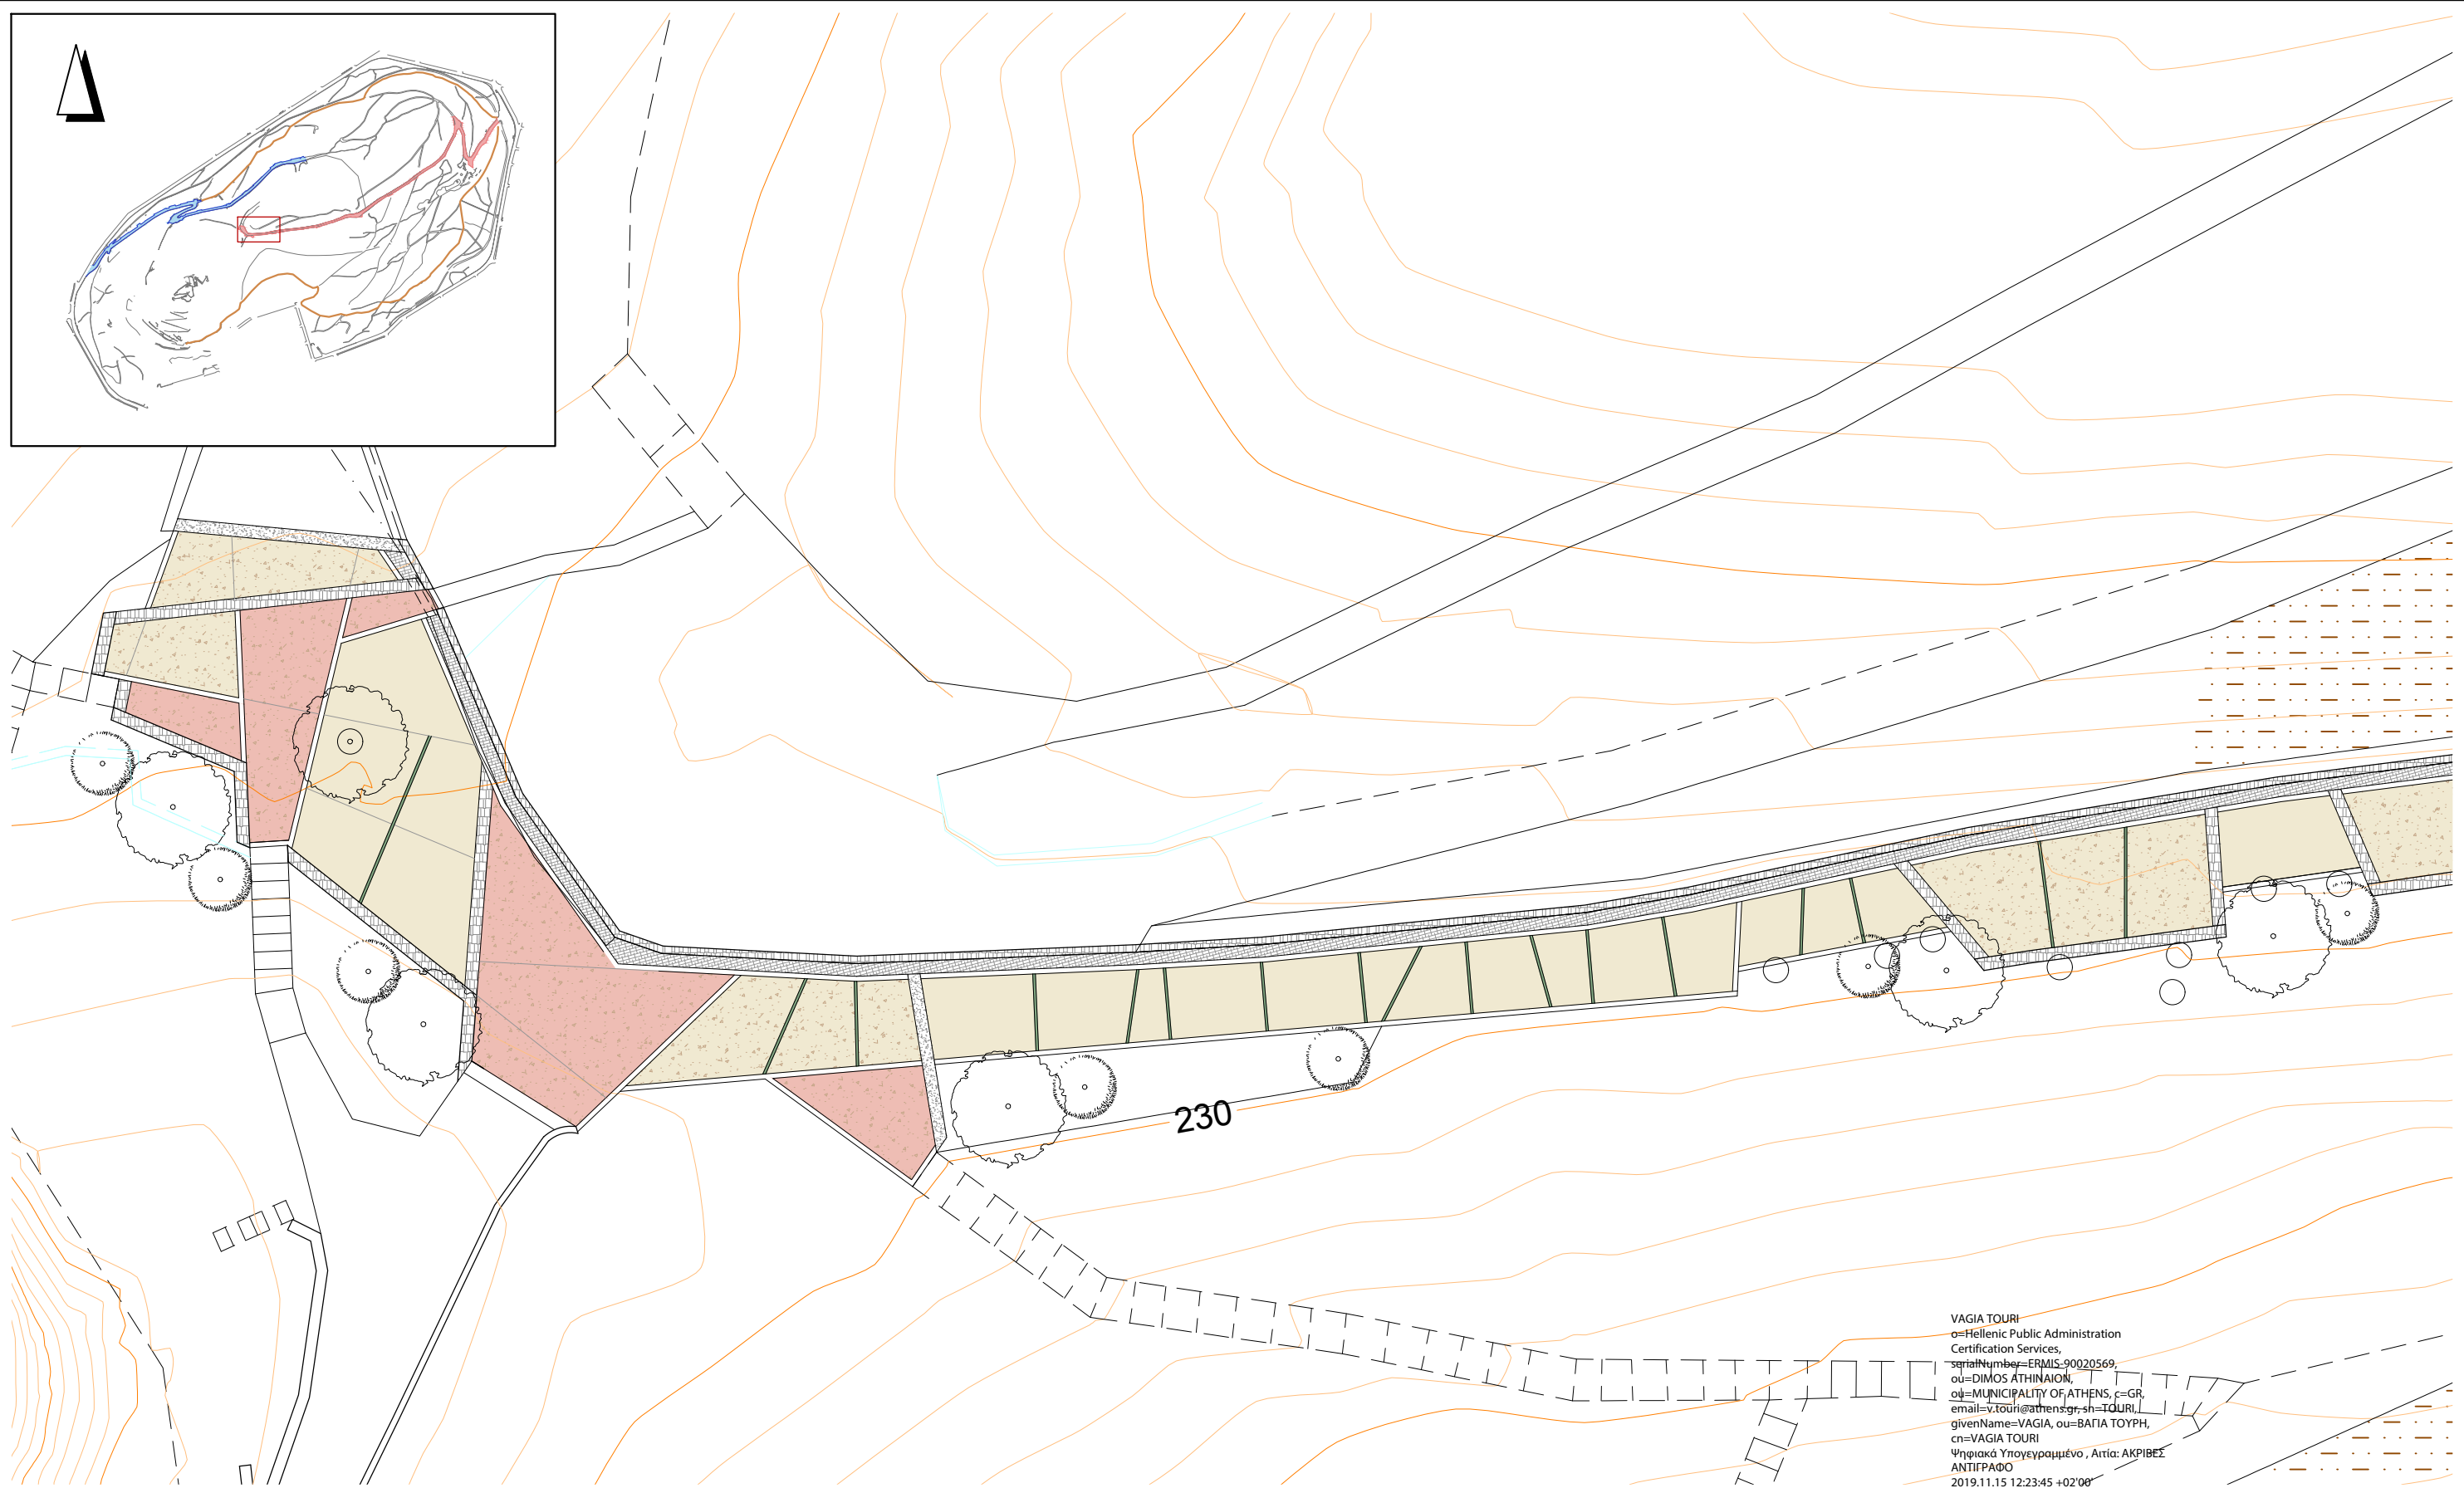 230
VAGIA TOURI
o=Hellenic Public Administration
Certification Services,
serialNumber=ERMIS-90020569,
ou=DIMOS ATHINAION,
ou=MUNICIPALITY OF ATHENS, c=GR,
email=v.touri@athens.gr, sn=TOURI,
givenName=VAGIA, ou=ΒΑΓΙΑ ΤΟΥΡΗ,
cn=VAGIA TOURI
Ψηφιακά Υπογεγραμμένο , Αιτία: ΑΚΡΙΒΕΣ
ΑΝΤΙΓΡΑΦΟ
2019.11.15 12:23:45 +02'00'